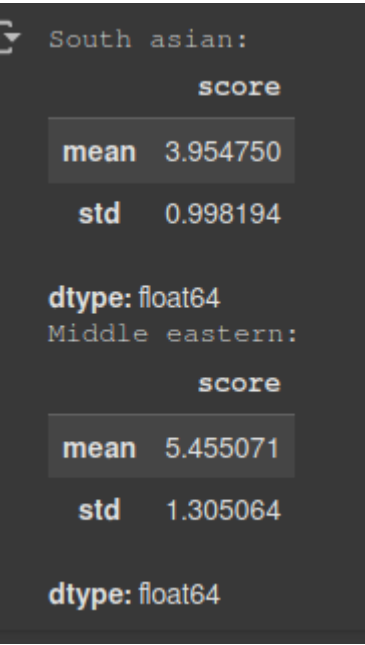 South asian:
score
mean 3.954750
std 0.998194
dtype: float64
Middle eastern:
score
mean 5.455071
std 1.305064
dtype: float64